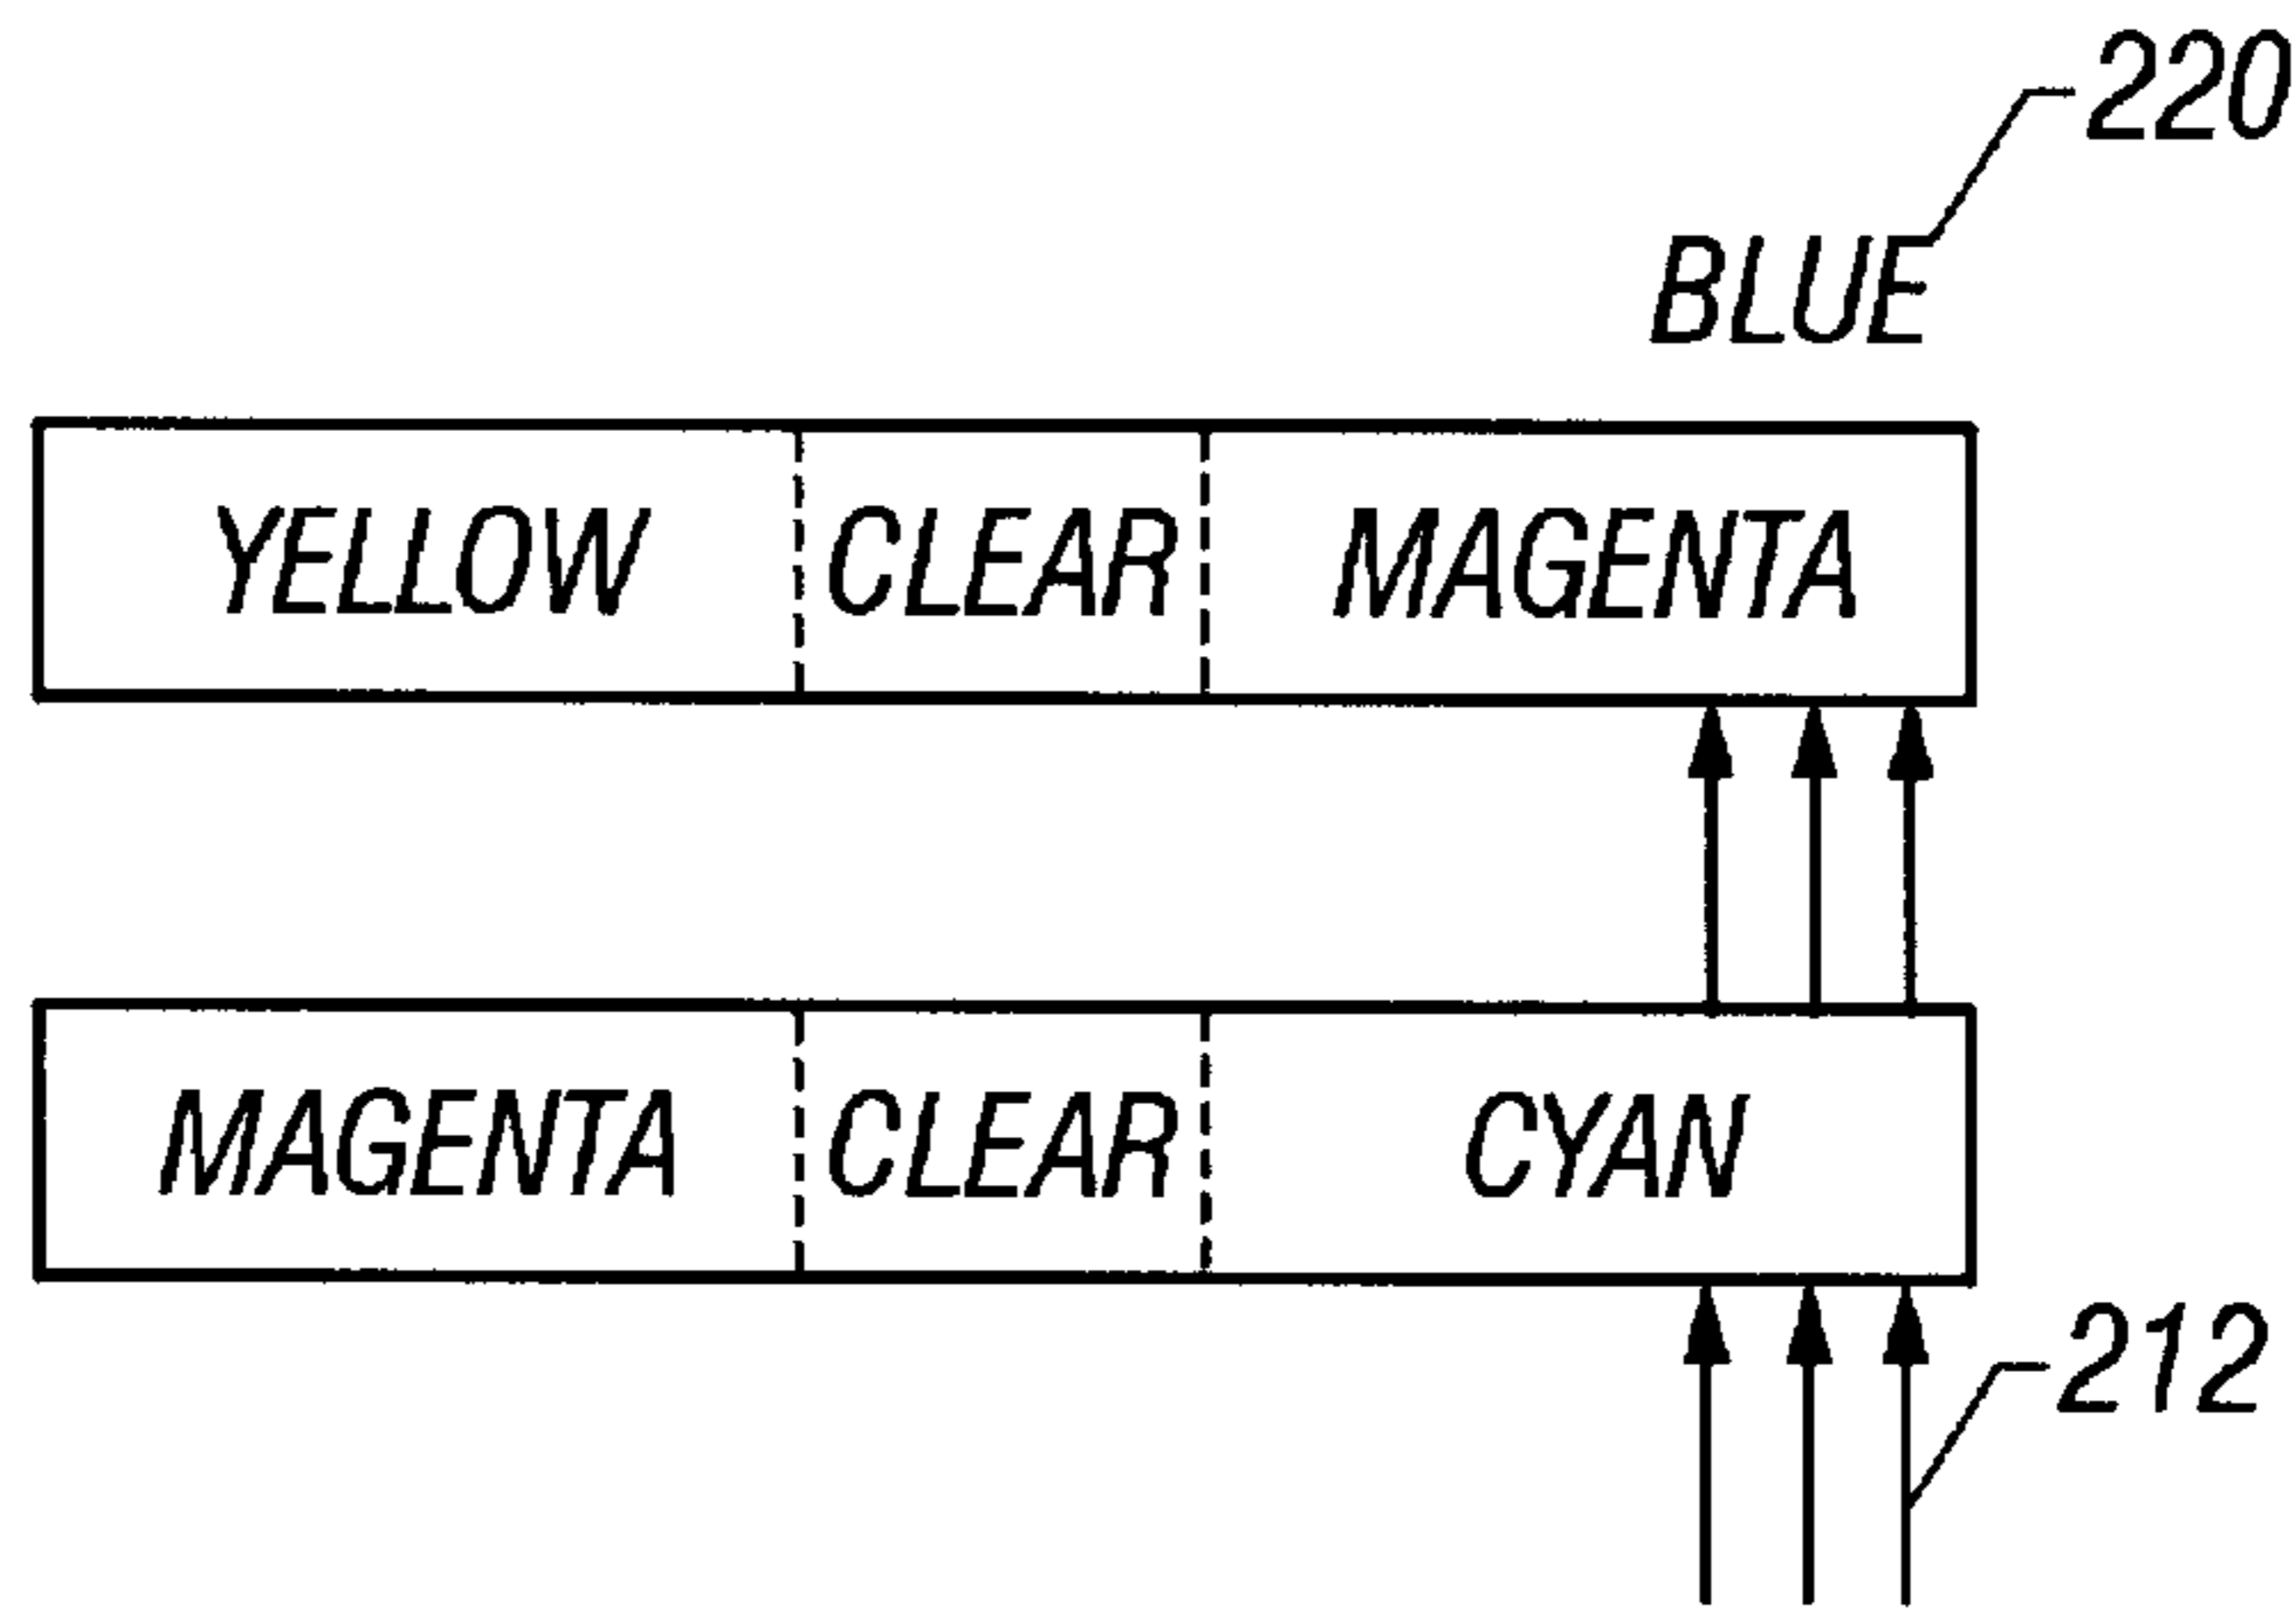 220
BLUE
YELLOW CLEAR MAGENTA
MAGENTA CLEAR CYAN
212